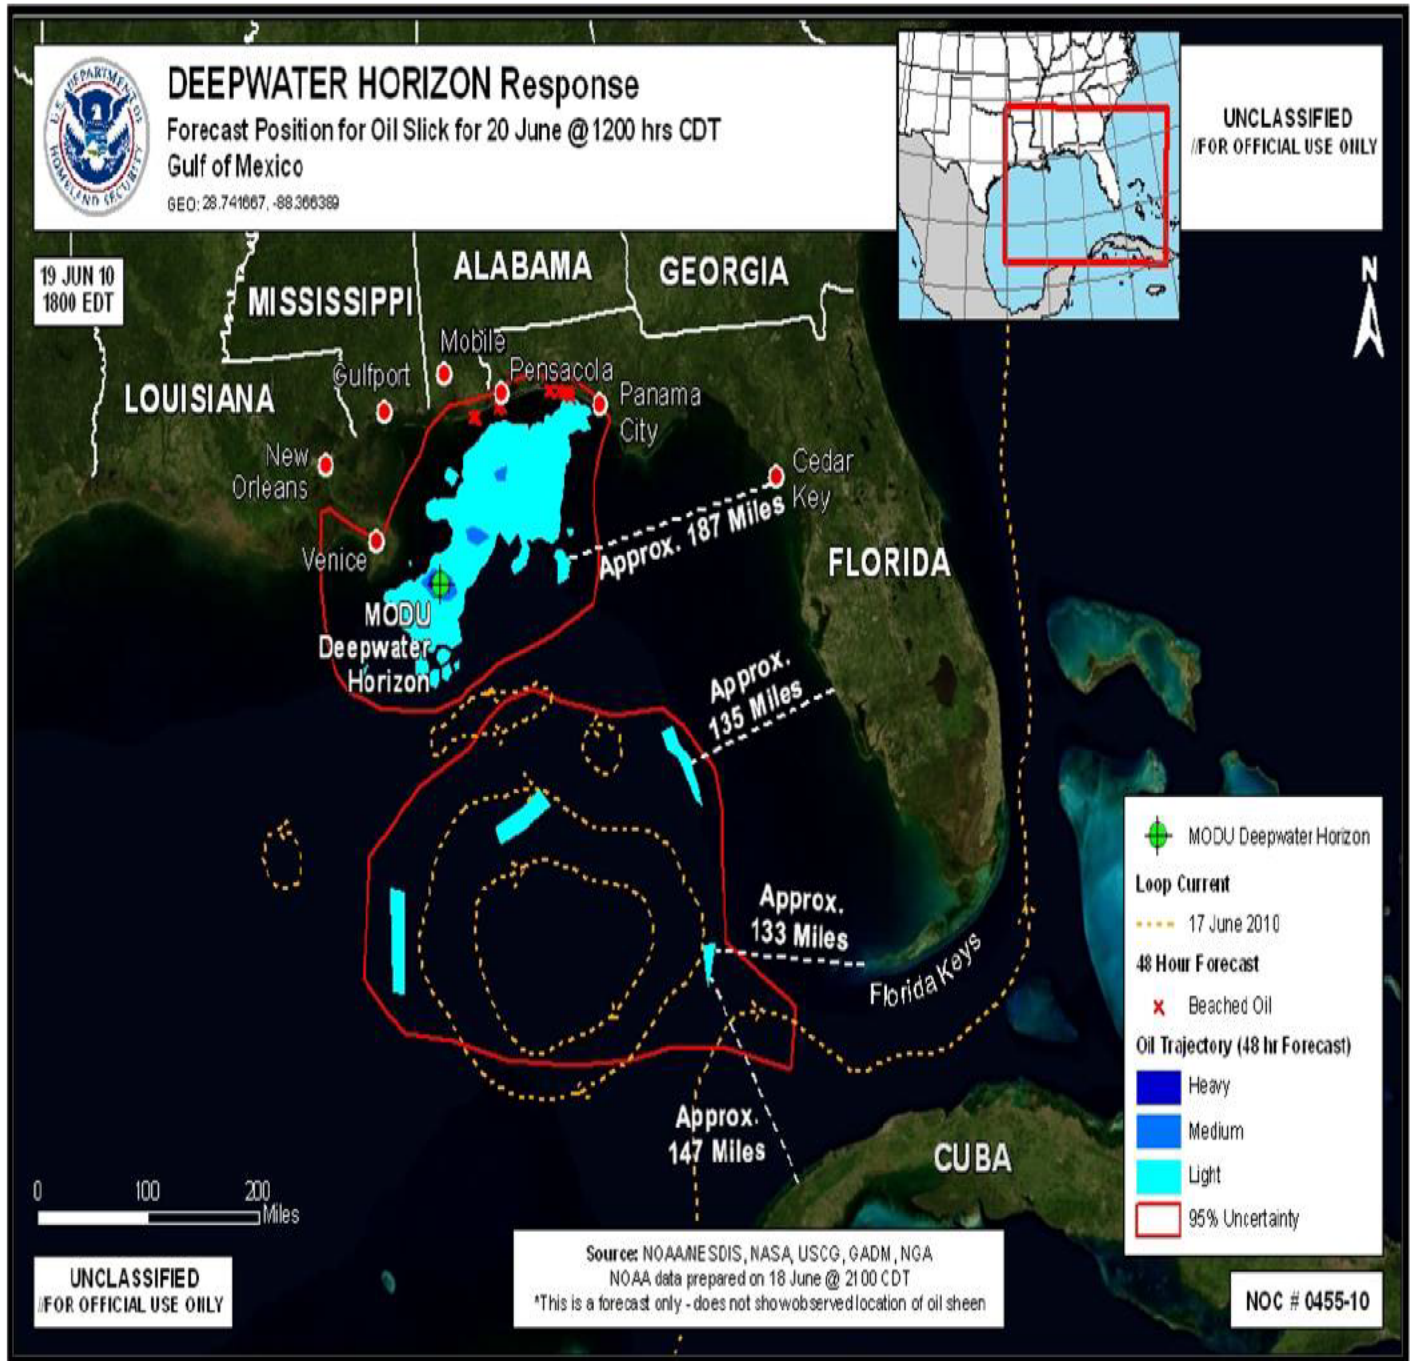 DEEPWATER HORIZON Response
Forecast Position for Oil Slick for 20 June @ 1200 hrs CDT
Gulf of Mexico
GEO: 28.741667, -88.366389
U.S. DEPARTMENT OF
HOMELAND SECURITY
UNCLASSIFIED
//FOR OFFICIAL USE ONLY
19 JUN 10
1800 EDT
N
ALABAMA
GEORGIA
MISSISSIPPI
LOUISIANA
Mobile
Gulfport
Pensacola
Panama
City
New
Orleans
Cedar
Key
Venice
Approx. 187 Miles
FLORIDA
MODU
Deepwater
Horizon
Approx.
135 Miles
Approx.
133 Miles
Florida Keys
Approx.
147 Miles
CUBA
MODU Deepwater Horizon
Loop Current
17 June 2010
48 Hour Forecast
Beached Oil
Oil Trajectory (48 hr Forecast)
Heavy
Medium
Light
95% Uncertainty
0 100 200
Miles
UNCLASSIFIED
//FOR OFFICIAL USE ONLY
Source: NOAA/NESDIS, NASA, USCG, GADM, NGA
NOAA data prepared on 18 June @ 2100 CDT
*This is a forecast only - does not show observed location of oil sheen
NOC # 0455-10